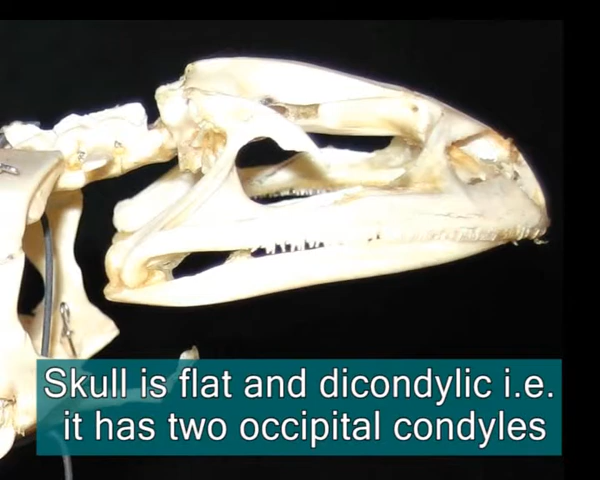 Skull is flat and dicondylic i.e.
it has two occipital condyles